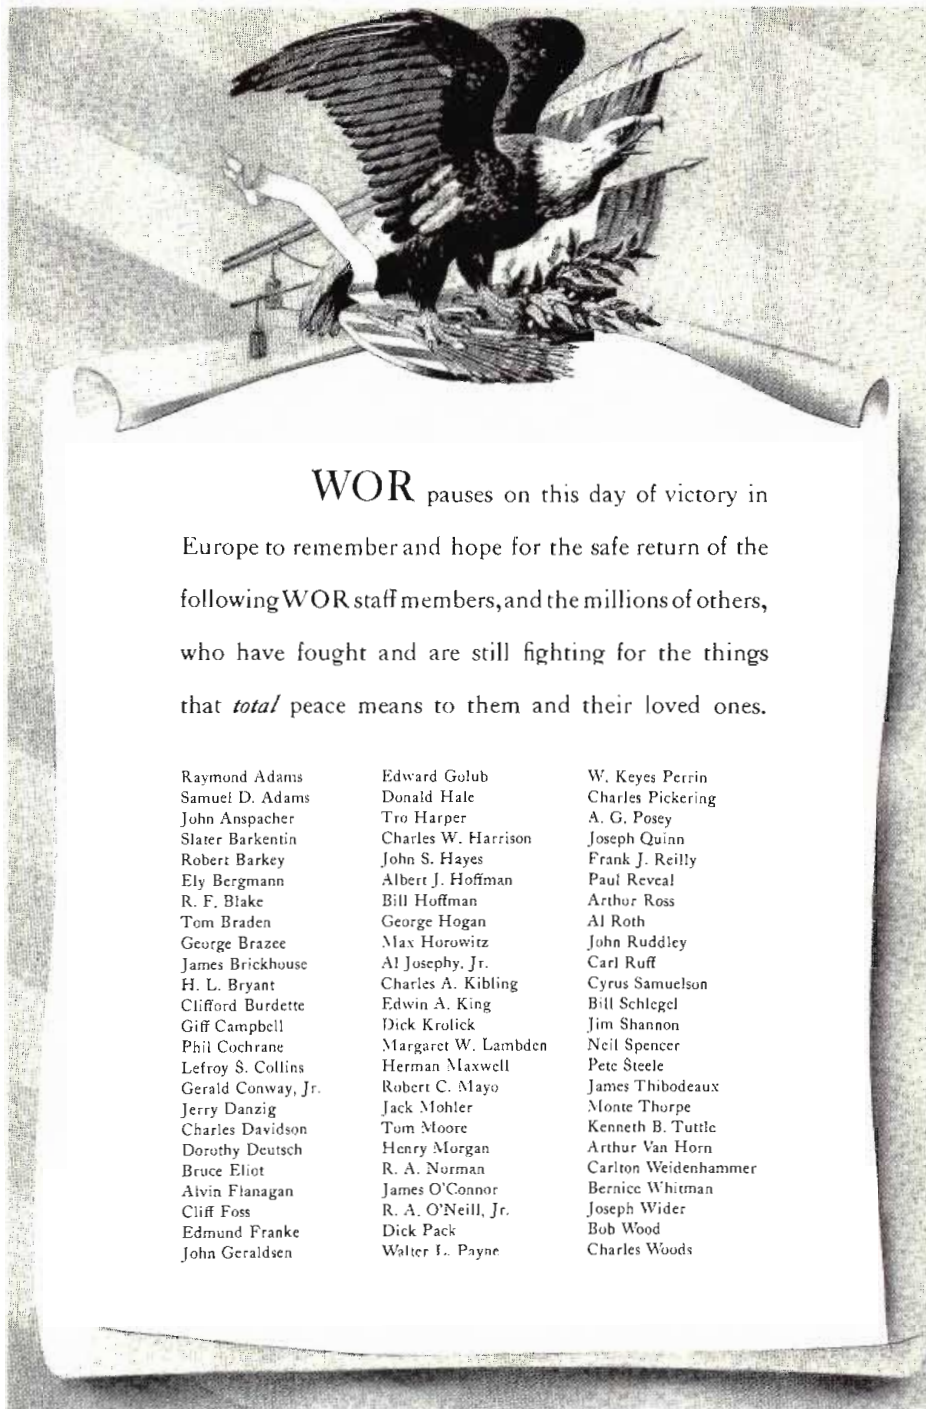 WOR pauses on this day of victory in
Europe to remember and hope for the safe return of the
following WOR staff members, and the millions of others,
who have fought and are still fighting for the things
that total peace means to them and their loved ones.
Raymond Adams
Samuel D. Adams
John Anspacher
Slater Barkentin
Robert Barkey
Ely Bergmann
R. F. Blake
Tom Braden
George Brazee
James Brickhouse
H. L. Bryant
Clifford Burdette
Giff Campbell
Phil Cochrane
Lefroy S. Collins
Gerald Conway, Jr.
Jerry Danzig
Charles Davidson
Dorothy Deutsch
Bruce Eliot
Alvin Flanagan
Cliff Foss
Edmund Franke
John Geraldsen
Edward Golub
Donald Hale
Tro Harper
Charles W. Harrison
John S. Hayes
Albert J. Hoffman
Bill Hoffman
George Hogan
Max Horowitz
Al Josephy, Jr.
Charles A. Kibling
Edwin A. King
Dick Krolick
Margaret W. Lambden
Herman Maxwell
Robert C. Mayo
Jack Mohler
Tom Moore
Henry Morgan
R. A. Norman
James O'Connor
R. A. O'Neill, Jr.
Dick Pack
Walter L. Payne
W. Keyes Perrin
Charles Pickering
A. G. Posey
Joseph Quinn
Frank J. Reilly
Paul Reveal
Arthur Ross
Al Roth
John Ruddley
Carl Ruff
Cyrus Samuelson
Bill Schlegel
Jim Shannon
Neil Spencer
Pete Steele
James Thibodeaux
Monte Thorpe
Kenneth B. Tuttle
Arthur Van Horn
Carlton Weidenhammer
Bernice Whitman
Joseph Wider
Bob Wood
Charles Woods